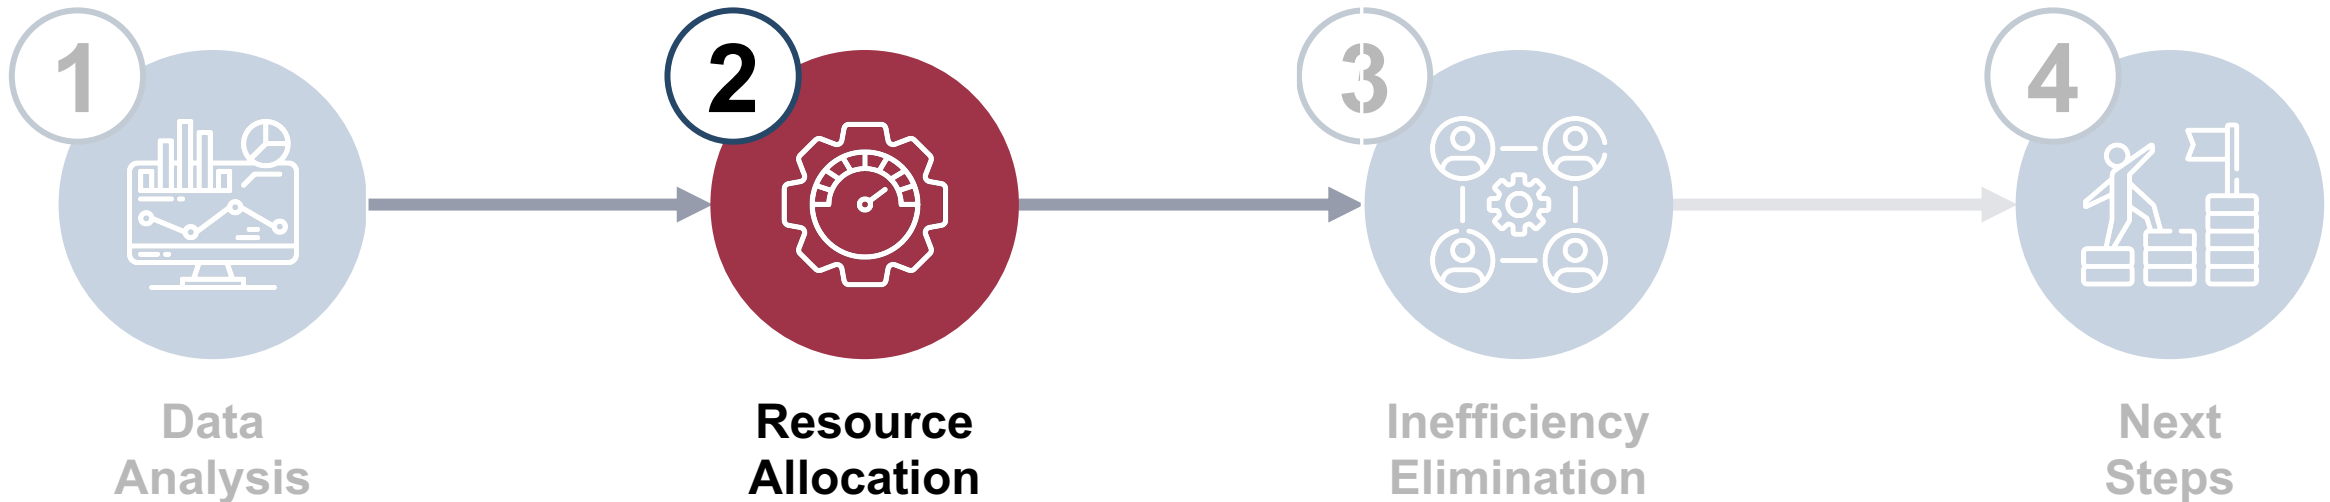 1
2
3
4
Data
Analysis
Resource
Allocation
Inefficiency
Elimination
Next
Steps